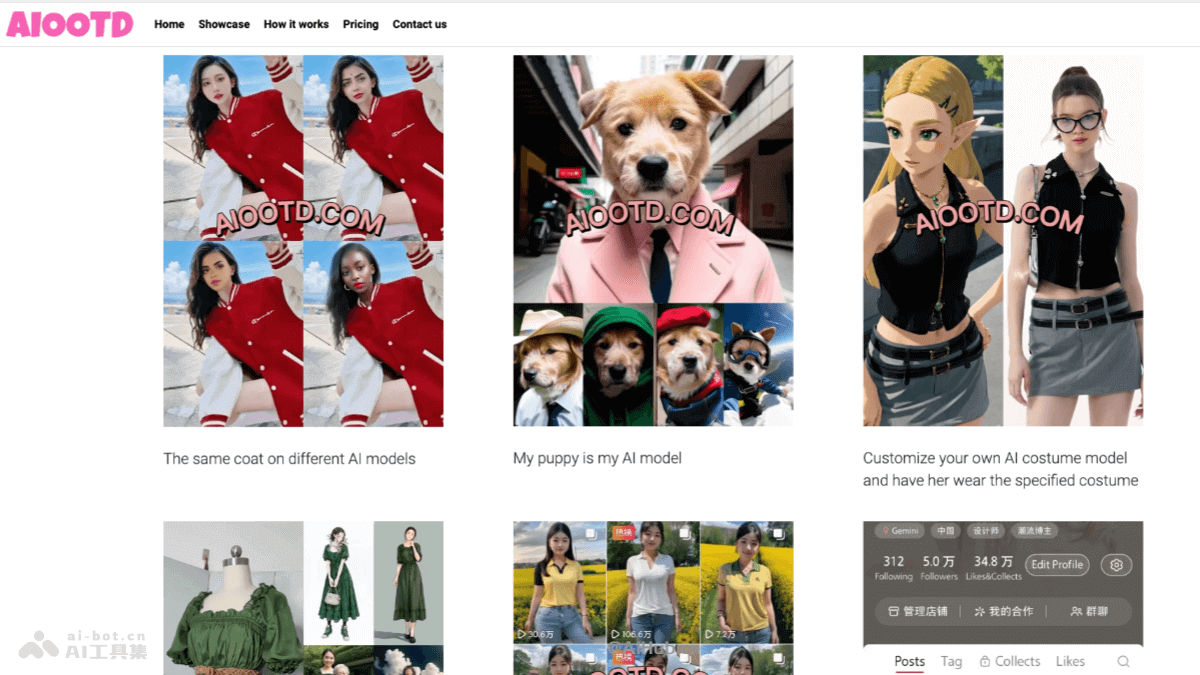 AIOOTD
Home
Showcase
How it works
Pricing
Contact us
AIOOTD.COM
AIOOTD.COM
AIOOTD.COM
The same coat on different AI models
My puppy is my AI model
Customize your own AI costume model
and have her wear the specified costume
热榜
30.6万
106.6万
7.2万
热榜
AIOOTD.COM
Gemini
中国
设计师
潮流博主
312
5.0 万
34.8 万
Following
Followers
Likes&Collects
Edit Profile
管理店铺
我的合作
群聊
Posts
Tag
Collects
Likes
ai-bot.cn
AI工具集